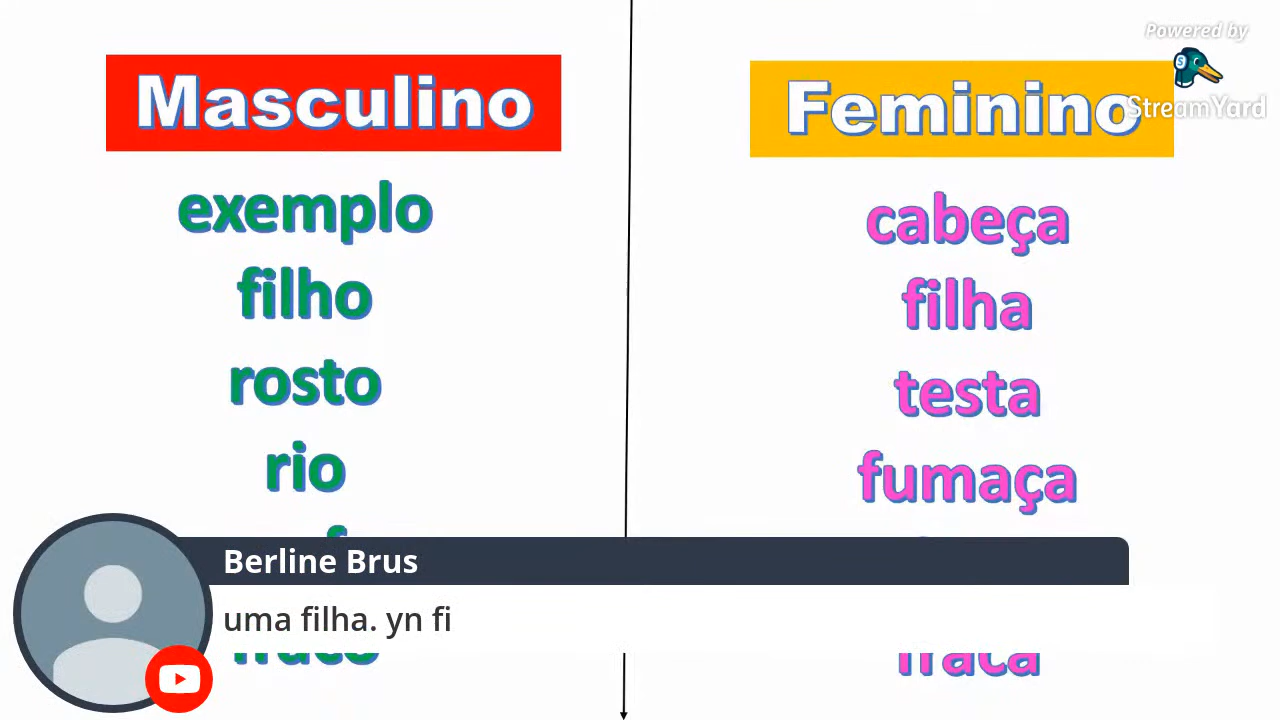 Powered by
StreamYard
Masculino
exemplo
filho
rosto
rio
Feminino
cabeça
filha
testa
fumaça
fraca
Berline Brus
uma filha. yn fi